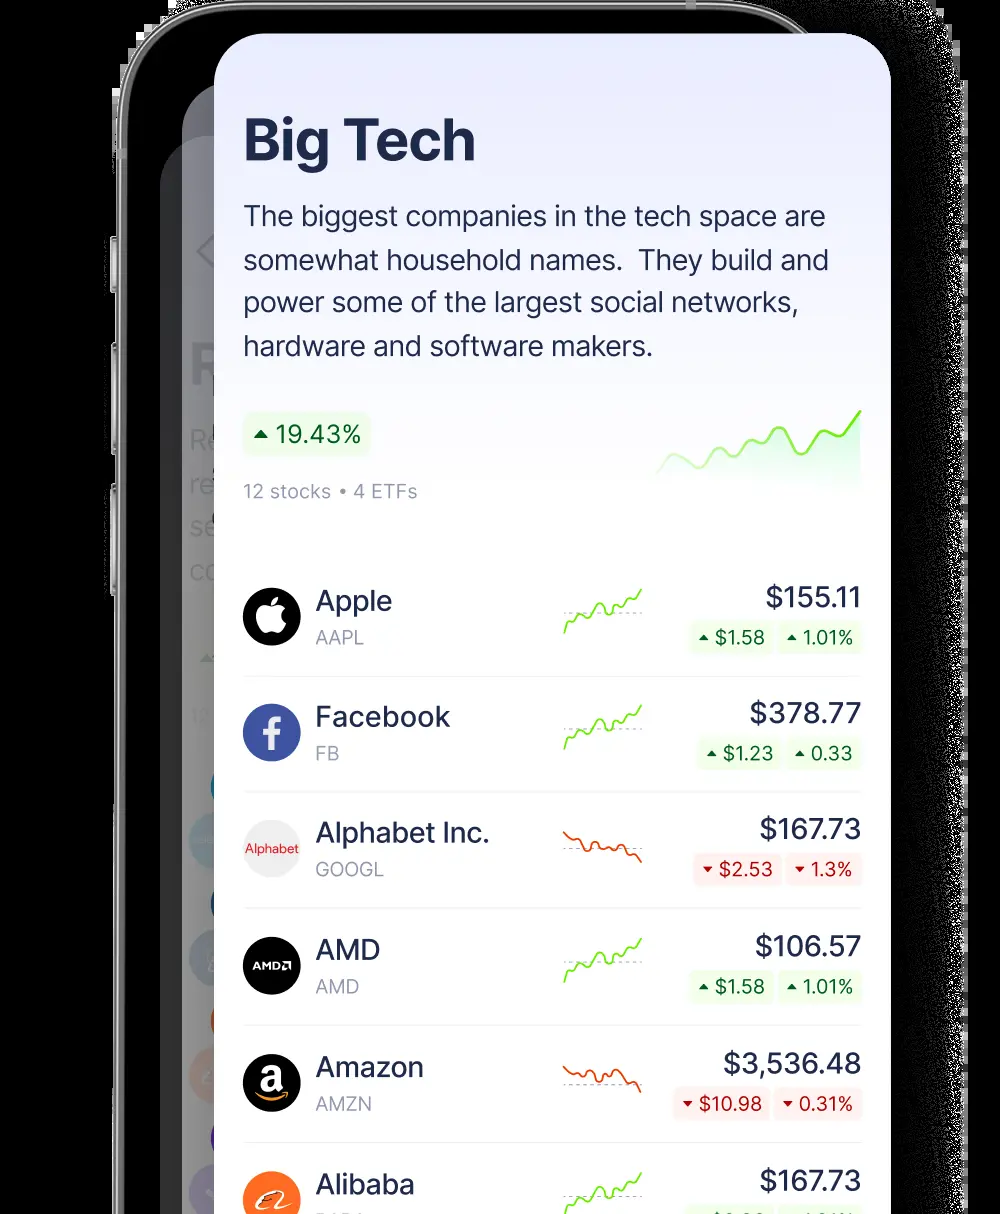 Big Tech
The biggest companies in the tech space are
somewhat household names.  They build and
power some of the largest social networks,
hardware and software makers.
▲ 19.43%
12 stocks • 4 ETFs
Apple
$155.11
AAPL
▲ $1.58 ▲ 1.01%
Facebook
$378.77
FB
▲ $1.23 ▲ 0.33
Alphabet
Alphabet Inc.
$167.73
GOOGL
▼ $2.53 ▼ 1.3%
AMD
AMD
$106.57
AMD
▲ $1.58 ▲ 1.01%
Amazon
$3,536.48
AMZN
▼ $10.98 ▼ 0.31%
Alibaba
$167.73